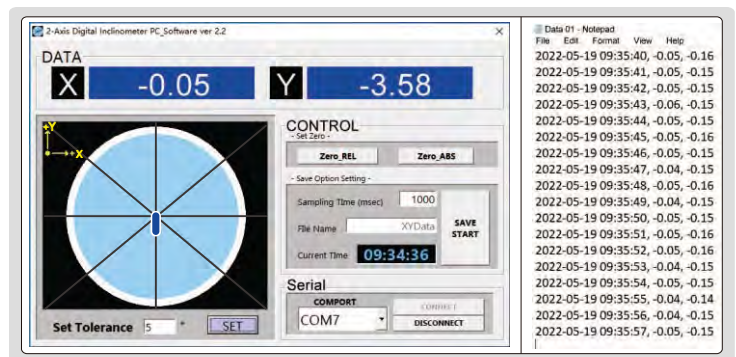 2-Axis Digital Inclinometer PC_Software ver 2.2
DATA
X -0.05 Y -3.58
+Y
+X
CONTROL
- Set Zero -
Zero_REL Zero_ABS
- Save Option Setting -
Sampling Time (msec) 1000
File Name XYData
SAVE START
Current Time 09:34:36
Serial
COMPORT
COM7
CONNECT
DISCONNECT
Set Tolerance 5 ° SET
Data 01 - Notepad
File Edit Format View Help
2022-05-19 09:35:40, -0.05, -0.16
2022-05-19 09:35:41, -0.05, -0.15
2022-05-19 09:35:42, -0.05, -0.15
2022-05-19 09:35:43, -0.06, -0.15
2022-05-19 09:35:44, -0.05, -0.15
2022-05-19 09:35:45, -0.05, -0.16
2022-05-19 09:35:46, -0.05, -0.15
2022-05-19 09:35:47, -0.04, -0.15
2022-05-19 09:35:48, -0.05, -0.16
2022-05-19 09:35:49, -0.04, -0.15
2022-05-19 09:35:50, -0.05, -0.15
2022-05-19 09:35:51, -0.05, -0.16
2022-05-19 09:35:52, -0.05, -0.16
2022-05-19 09:35:53, -0.04, -0.15
2022-05-19 09:35:54, -0.05, -0.15
2022-05-19 09:35:55, -0.04, -0.14
2022-05-19 09:35:56, -0.04, -0.15
2022-05-19 09:35:57, -0.05, -0.15